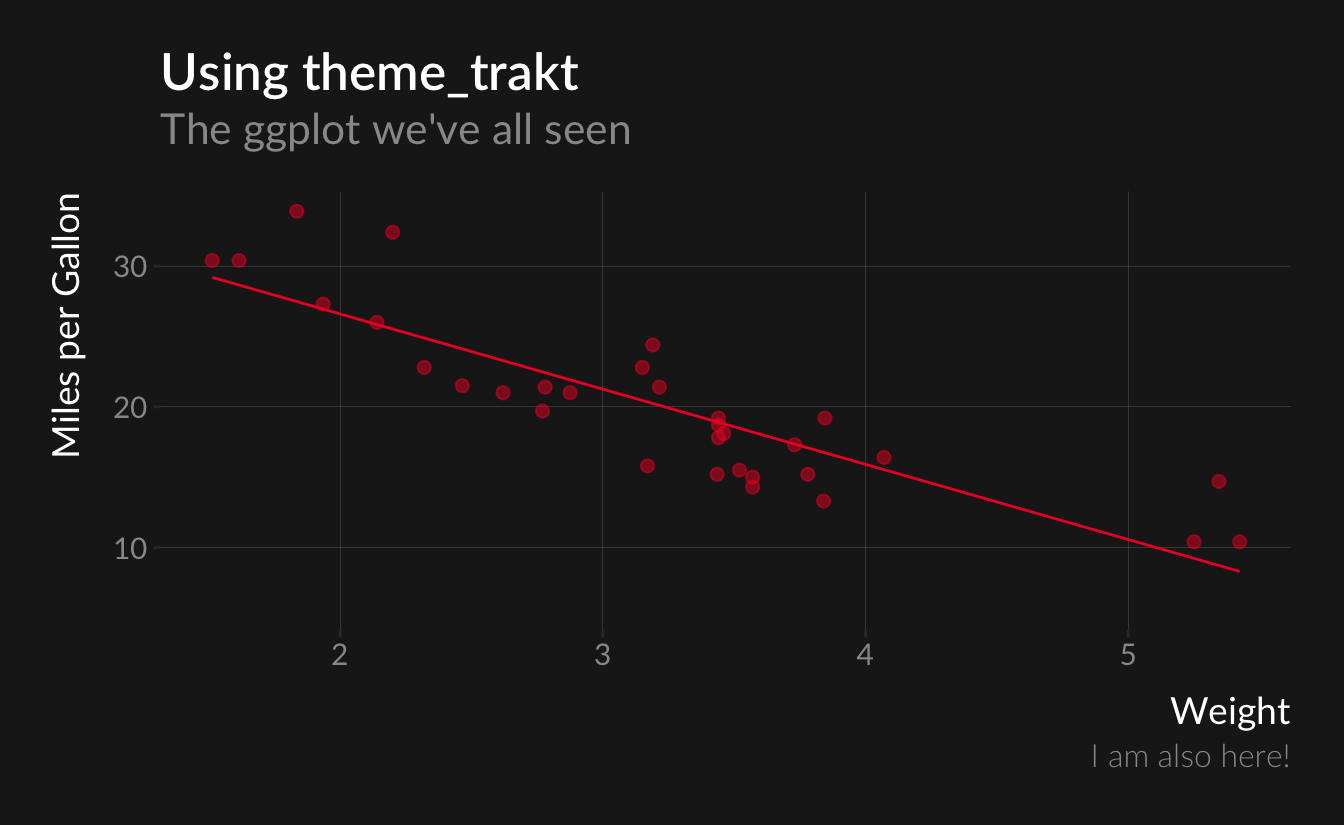 Using theme_trakt
The ggplot we've all seen
Miles per Gallon
30
20
10
2 3 4 5
Weight
I am also here!